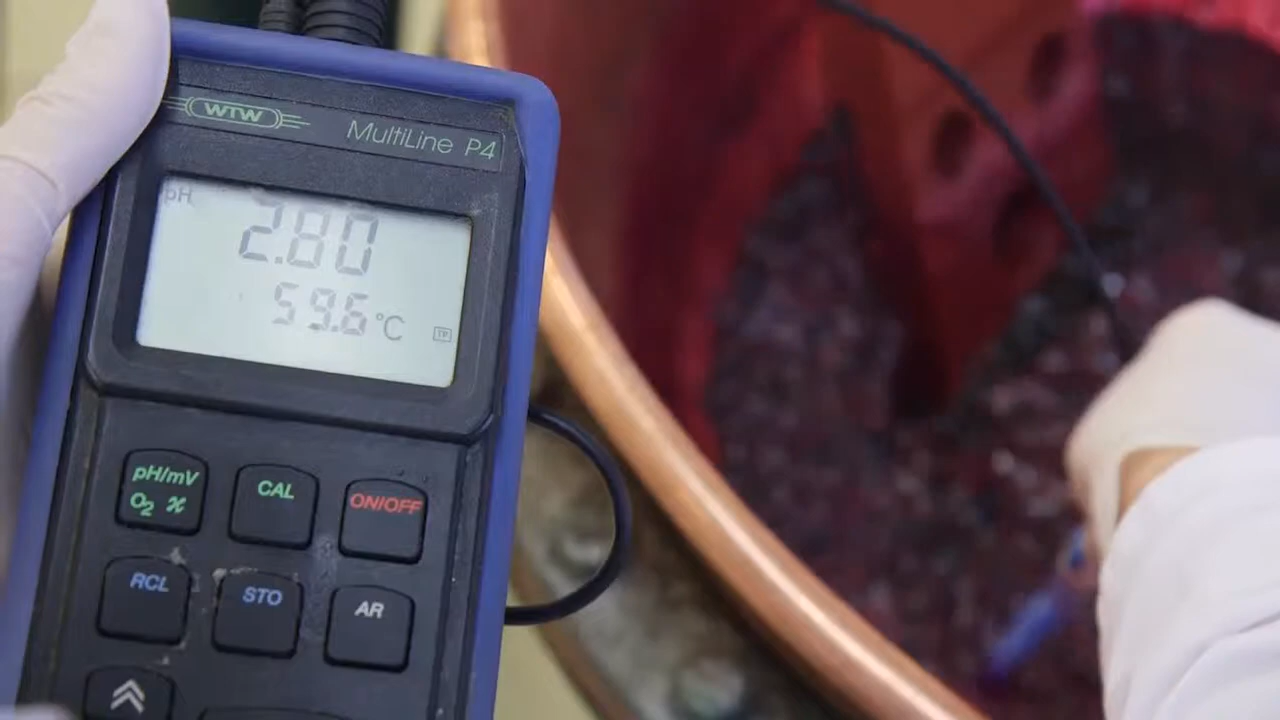 WTW
MultiLine P4
pH
2.80
59.6 °C
TP
pH/mV
O2 %
CAL
ON/OFF
RCL
STO
AR